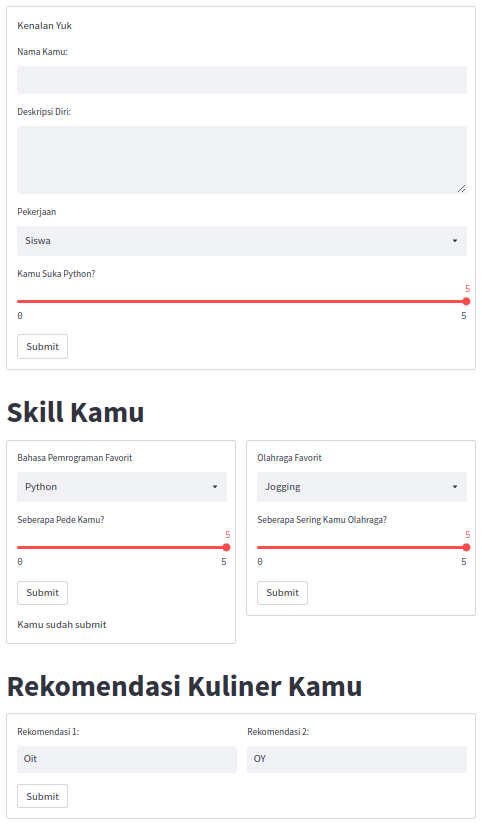 Kenalan Yuk
Nama Kamu:
Deskripsi Diri:
Pekerjaan
Siswa
Kamu Suka Python?
5
0 5
Submit
Skill Kamu
Bahasa Pemrograman Favorit
Python
Seberapa Pede Kamu?
5
0 5
Submit
Kamu sudah submit
Olahraga Favorit
Jogging
Seberapa Sering Kamu Olahraga?
5
0 5
Submit
Rekomendasi Kuliner Kamu
Rekomendasi 1:
Oit
Rekomendasi 2:
OY
Submit